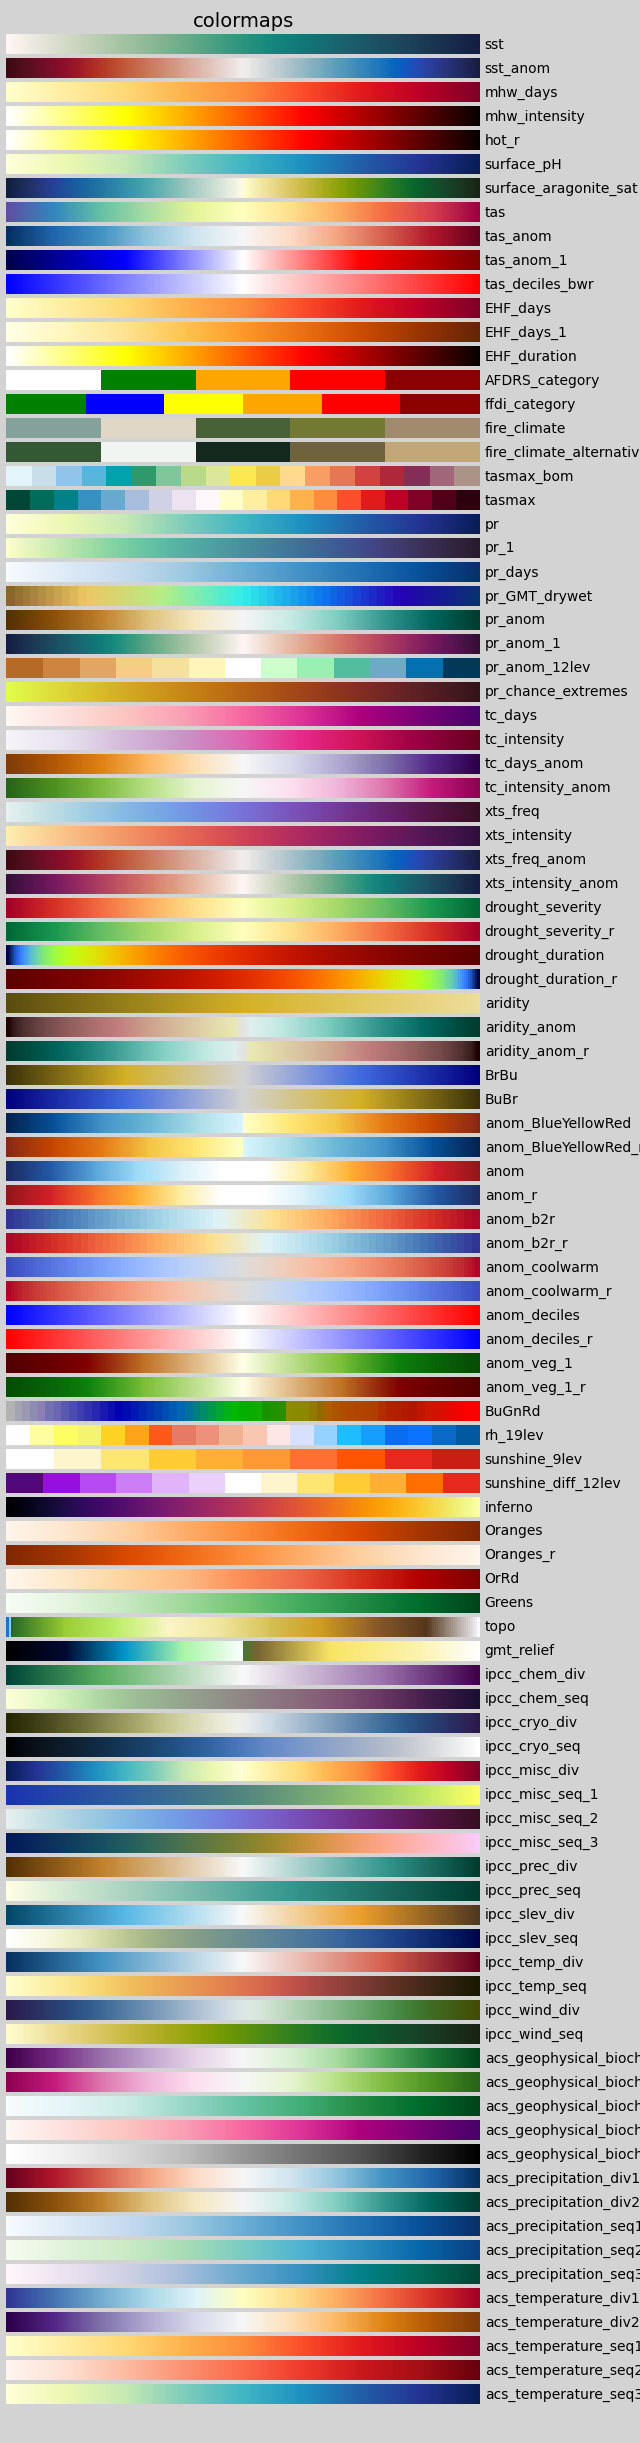 colormaps
sst
sst_anom
mhw_days
mhw_intensity
hot_r
surface_pH
surface_aragonite_sat
tas
tas_anom
tas_anom_1
tas_deciles_bwr
EHF_days
EHF_days_1
EHF_duration
AFDRS_category
ffdi_category
fire_climate
fire_climate_alternativ
tasmax_bom
tasmax
pr
pr_1
pr_days
pr_GMT_drywet
pr_anom
pr_anom_1
pr_anom_12lev
pr_chance_extremes
tc_days
tc_intensity
tc_days_anom
tc_intensity_anom
xts_freq
xts_intensity
xts_freq_anom
xts_intensity_anom
drought_severity
drought_severity_r
drought_duration
drought_duration_r
aridity
aridity_anom
aridity_anom_r
BrBu
BuBr
anom_BlueYellowRed
anom_BlueYellowRed_r
anom
anom_r
anom_b2r
anom_b2r_r
anom_coolwarm
anom_coolwarm_r
anom_deciles
anom_deciles_r
anom_veg_1
anom_veg_1_r
BuGnRd
rh_19lev
sunshine_9lev
sunshine_diff_12lev
inferno
Oranges
Oranges_r
OrRd
Greens
topo
gmt_relief
ipcc_chem_div
ipcc_chem_seq
ipcc_cryo_div
ipcc_cryo_seq
ipcc_misc_div
ipcc_misc_seq_1
ipcc_misc_seq_2
ipcc_misc_seq_3
ipcc_prec_div
ipcc_prec_seq
ipcc_slev_div
ipcc_slev_seq
ipcc_temp_div
ipcc_temp_seq
ipcc_wind_div
ipcc_wind_seq
acs_geophysical_bioch
acs_geophysical_bioch
acs_geophysical_bioch
acs_geophysical_bioch
acs_geophysical_bioch
acs_precipitation_div1
acs_precipitation_div2
acs_precipitation_seq1
acs_precipitation_seq2
acs_precipitation_seq3
acs_temperature_div1
acs_temperature_div2
acs_temperature_seq1
acs_temperature_seq2
acs_temperature_seq3